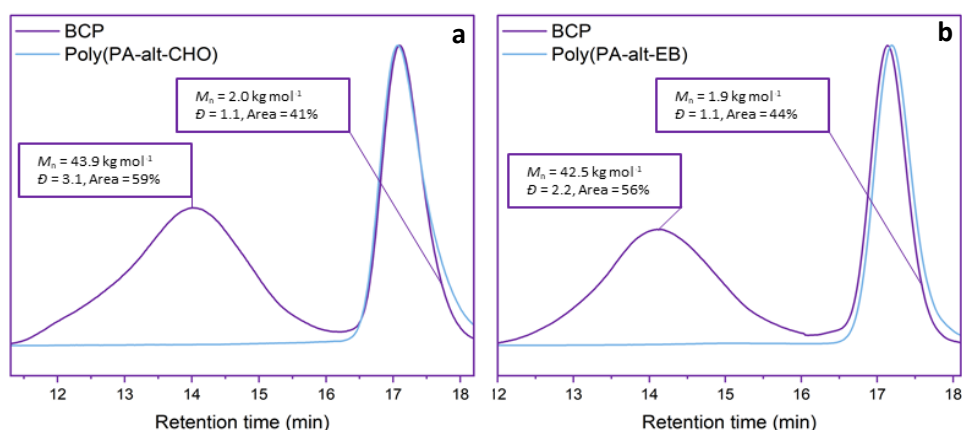 BCP
Poly(PA-alt-CHO)
a
Mn = 2.0 kg mol-1
Đ = 1.1, Area = 41%
Mn = 43.9 kg mol-1
Đ = 3.1, Area = 59%
12 13 14 15 16 17 18
Retention time (min)
BCP
Poly(PA-alt-EB)
b
Mn = 1.9 kg mol-1
Đ = 1.1, Area = 44%
Mn = 42.5 kg mol-1
Đ = 2.2, Area = 56%
12 13 14 15 16 17 18
Retention time (min)